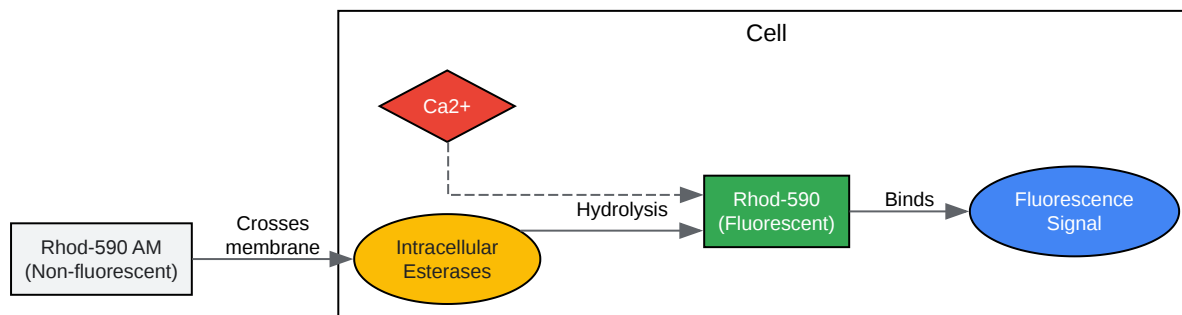 Cell
Ca2+
Crosses
membrane
Rhod-590 AM
(Non-fluorescent)
Intracellular
Esterases
Hydrolysis
Rhod-590
(Fluorescent)
Binds
Fluorescence
Signal